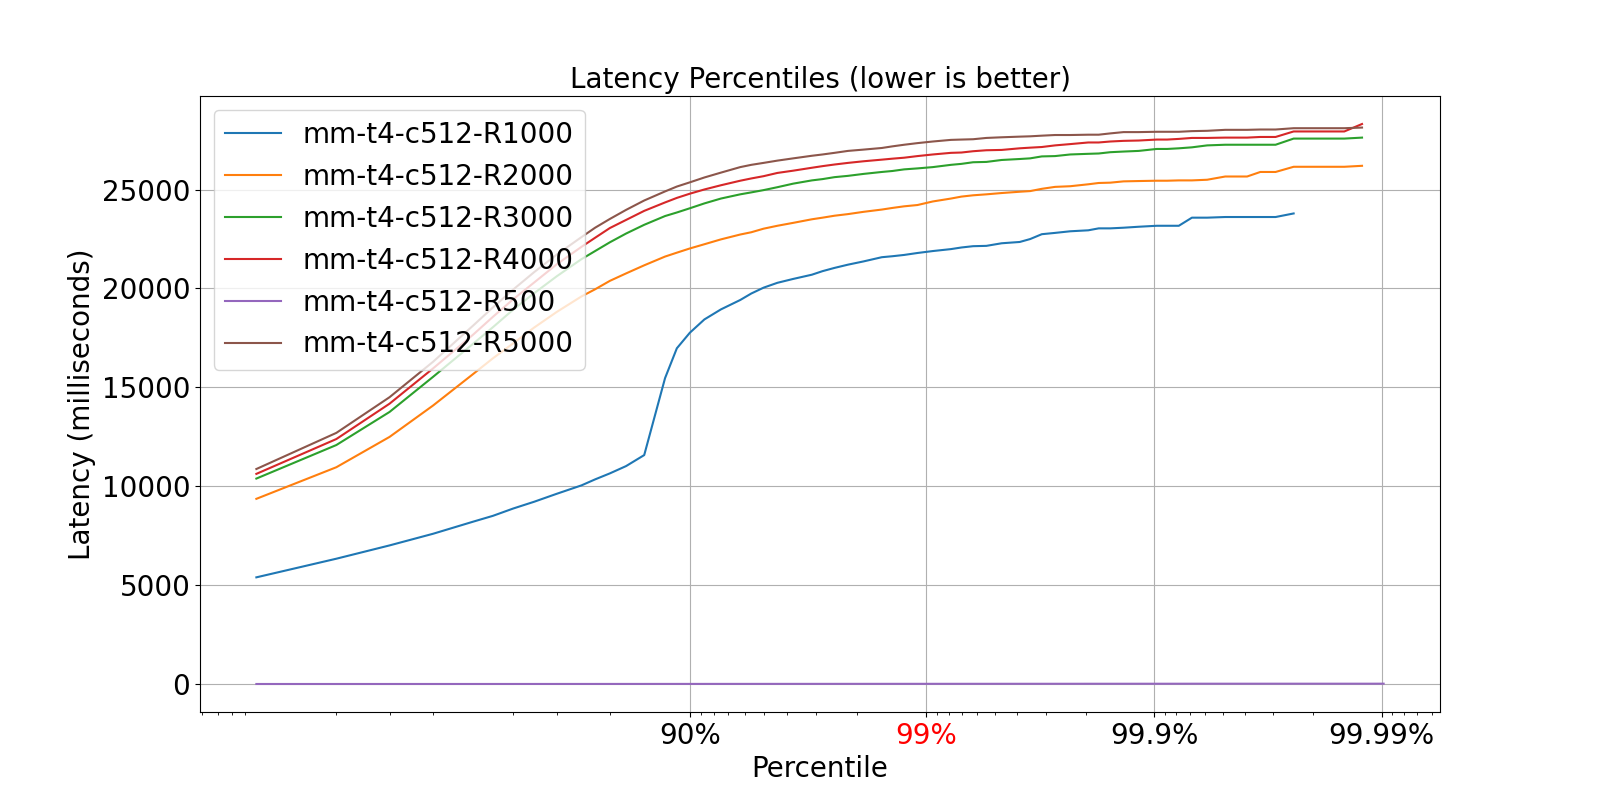 Latency Percentiles (lower is better)
mm-t4-c512-R1000
mm-t4-c512-R2000
mm-t4-c512-R3000
mm-t4-c512-R4000
mm-t4-c512-R500
mm-t4-c512-R5000
Latency (milliseconds)
25000
20000
15000
10000
5000
0
90% 99% 99.9% 99.99%
Percentile